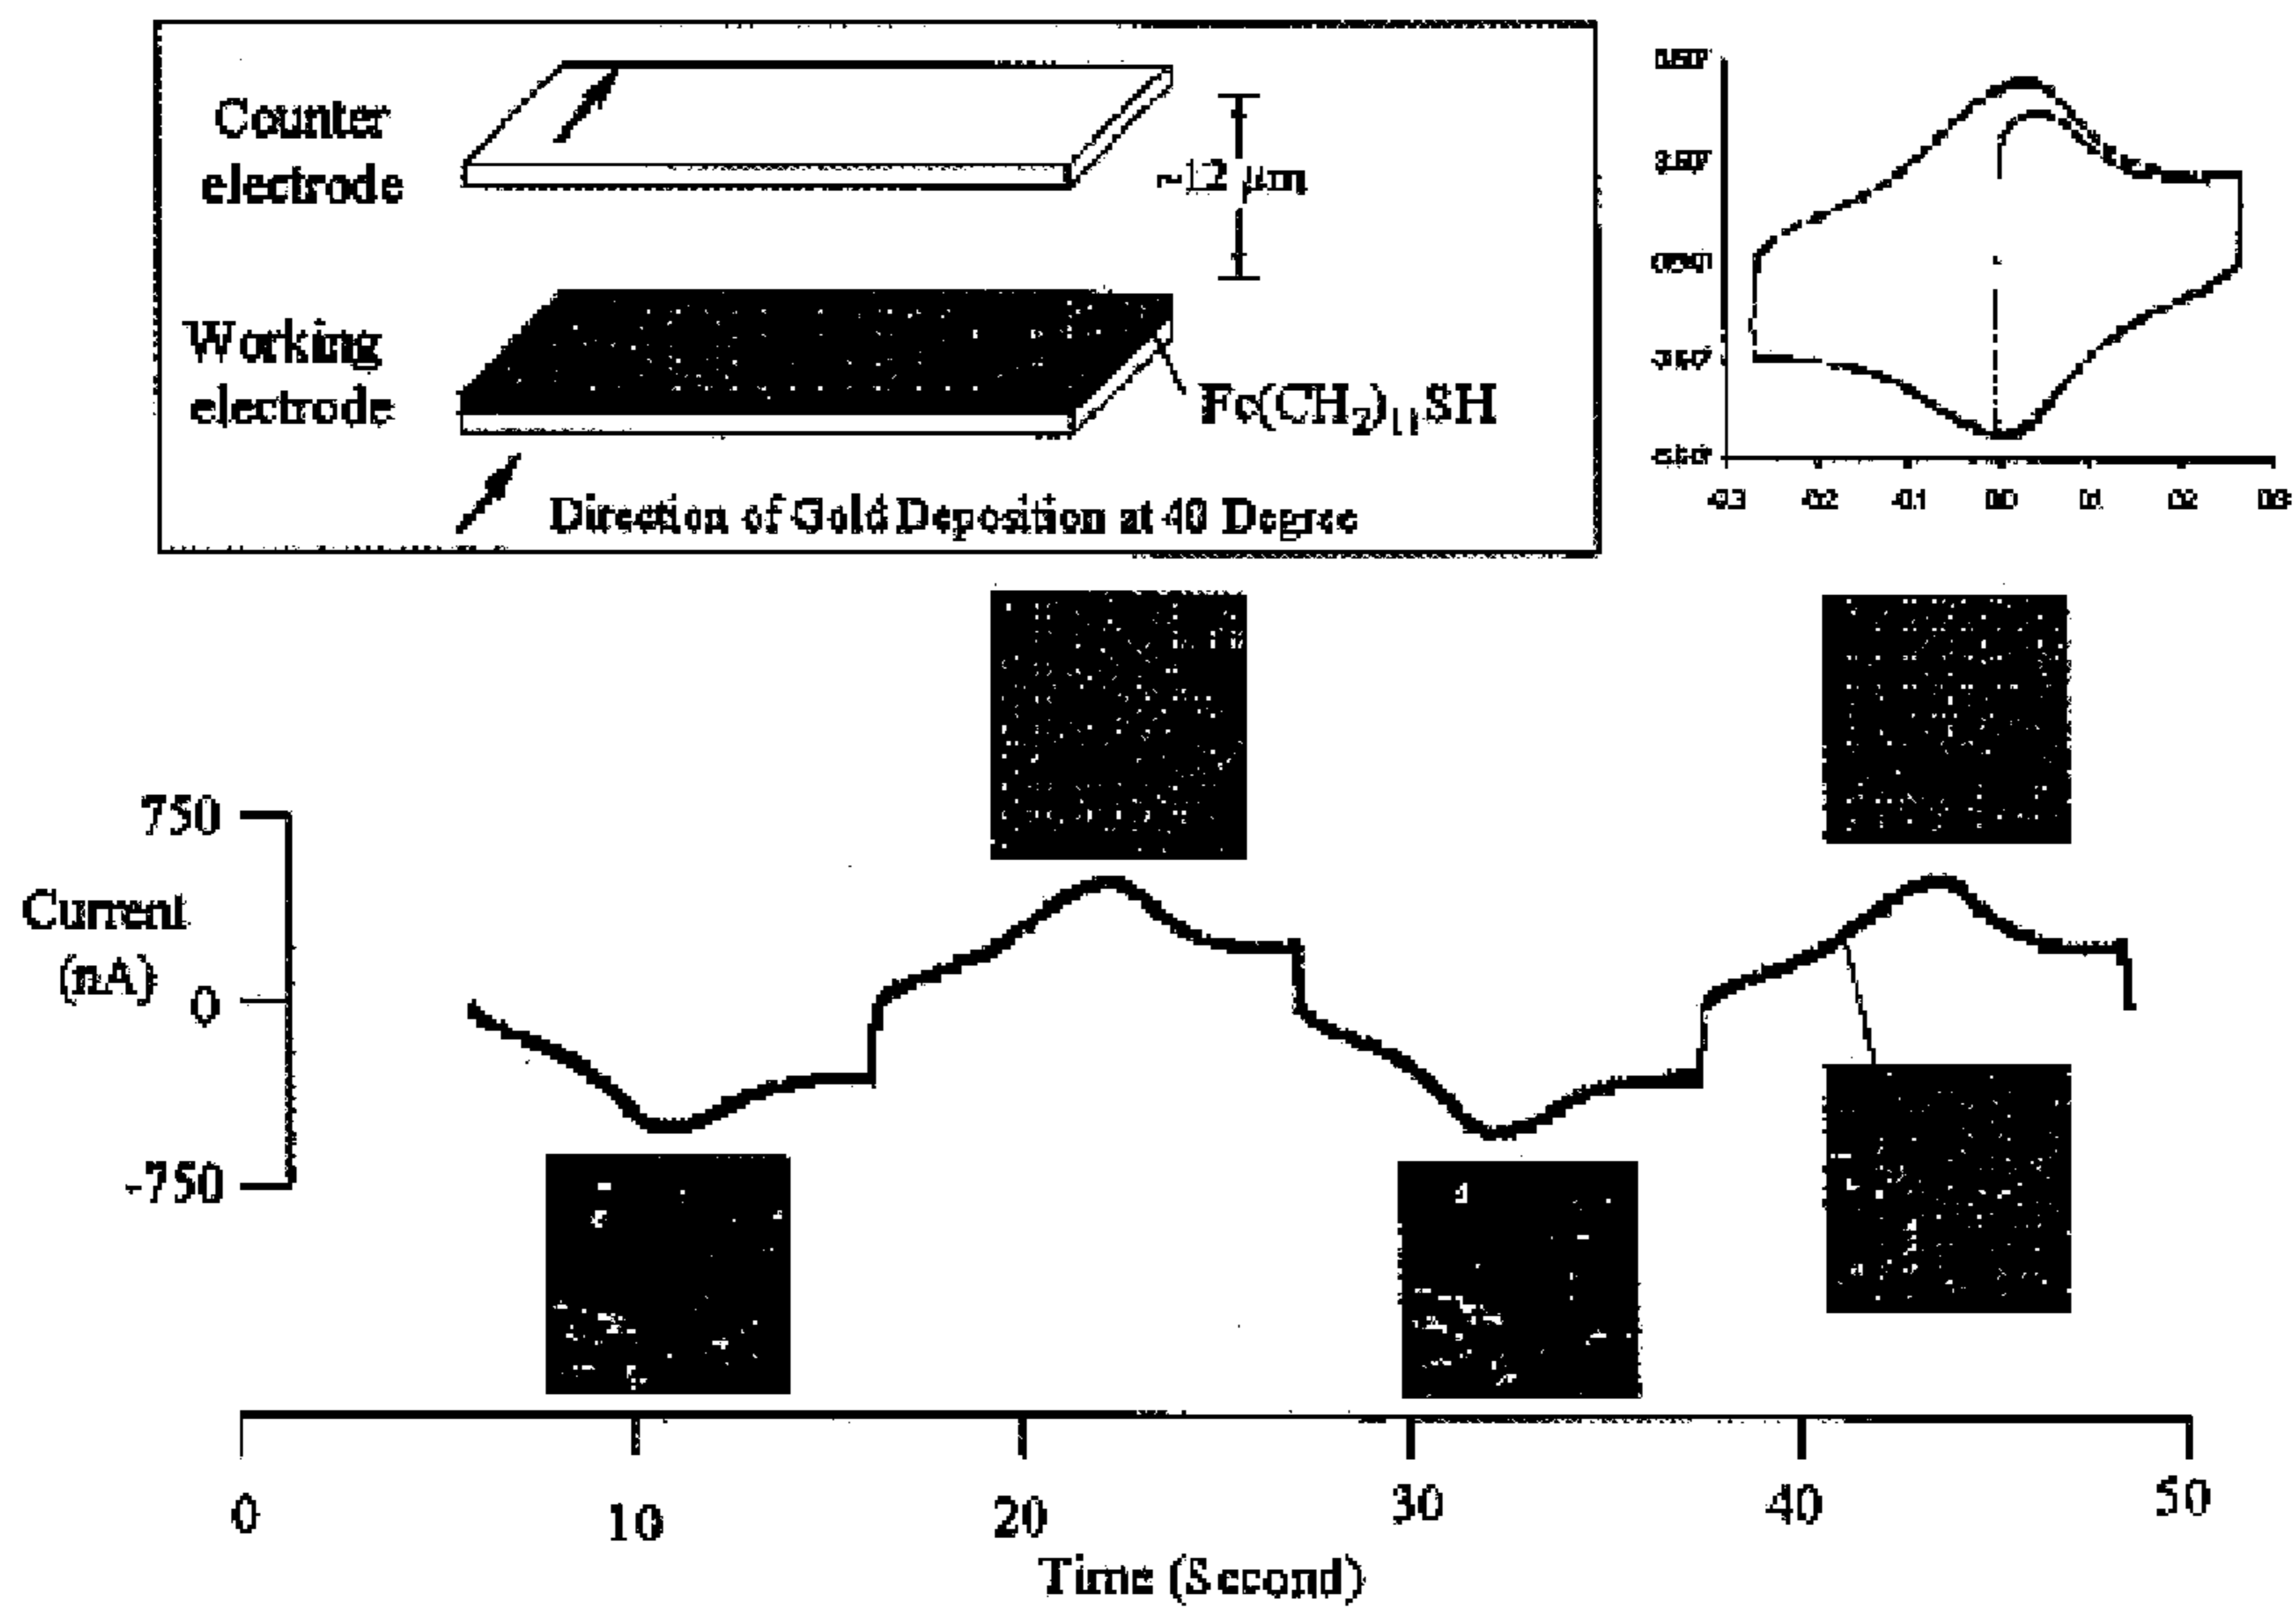 Counter
electrode
~12 µm
Working
electrode
Fc(CH2)11SH
Direction of Gold Deposition at 40 Degree
-0.3 -0.2 -0.1 0.0 0.1 0.2 0.3
750
Current
(nA)
0
-750
0 10 20 30 40 50
Time (Second)